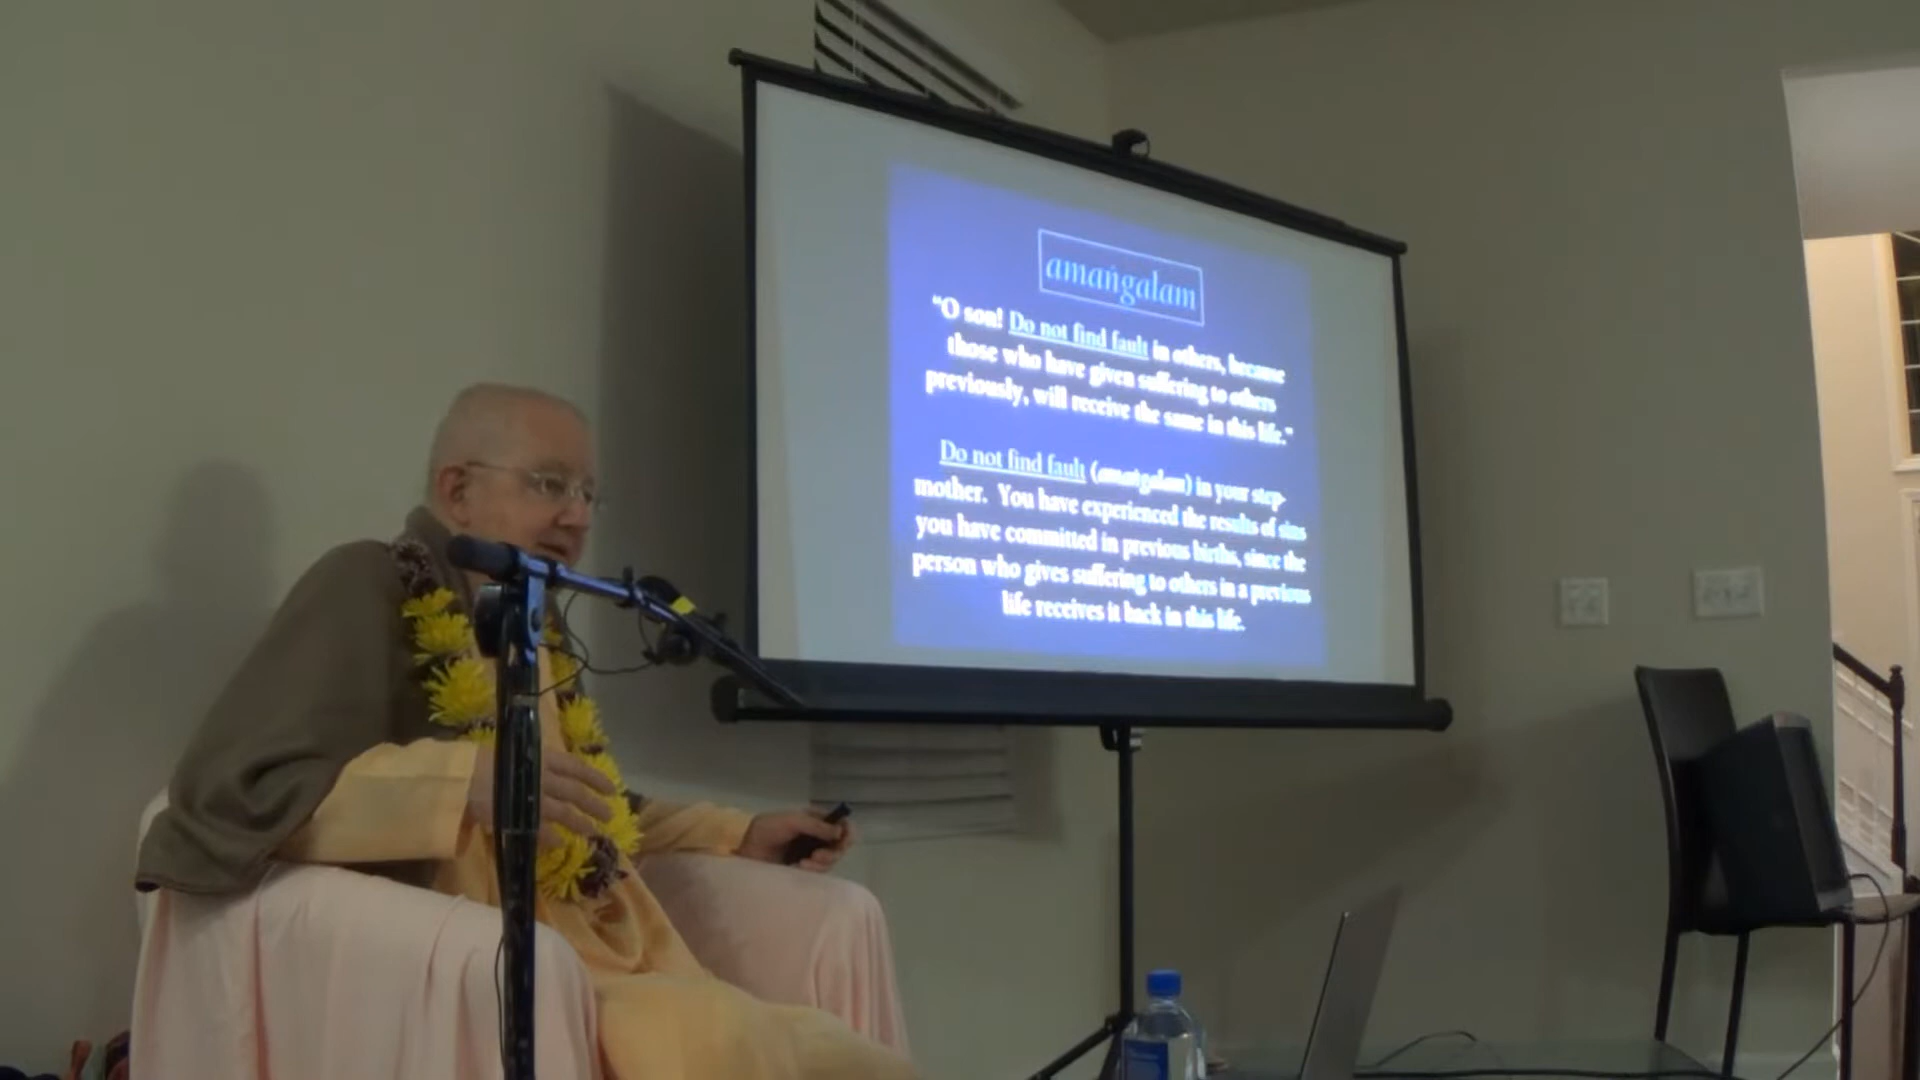 amaṅgalam
"O son! Do not find fault in others, because
those who have given suffering to others
previously, will receive the same in this life."
Do not find fault (amaṅgalam) in your step-
mother. You have experienced the results of sins
you have committed in previous births, since the
person who gives suffering to others in a previous
life receives it back in this life.